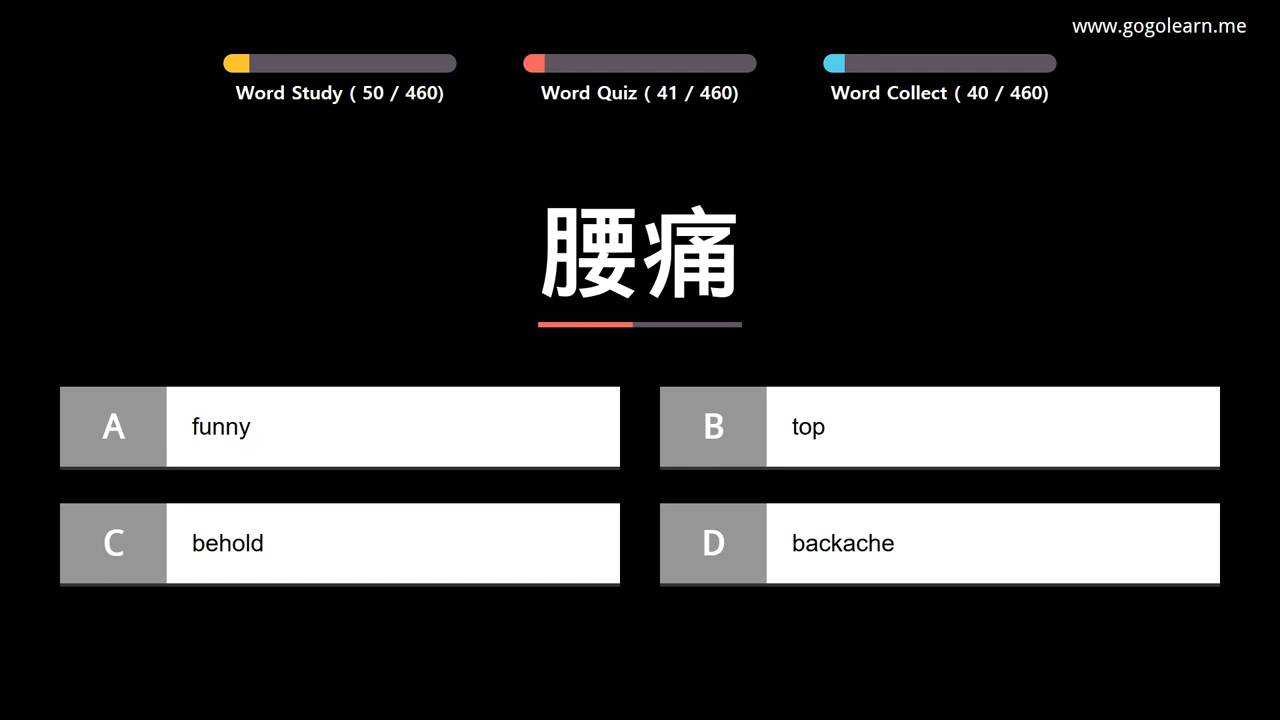 www.gogolearn.me
Word Study ( 50 / 460)
Word Quiz ( 41 / 460)
Word Collect ( 40 / 460)
腰痛
A funny
B top
C behold
D backache